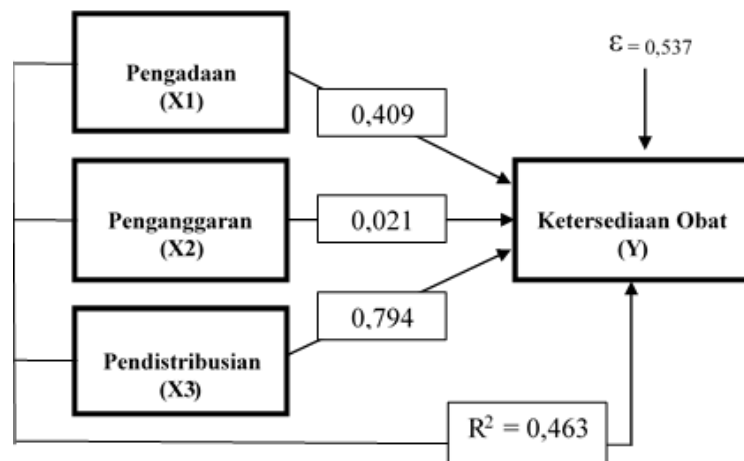 Pengadaan
(X1)
0,409
ε = 0,537
Penganggaran
(X2)
0,021
Ketersediaan Obat
(Y)
Pendistribusian
(X3)
0,794
R² = 0,463